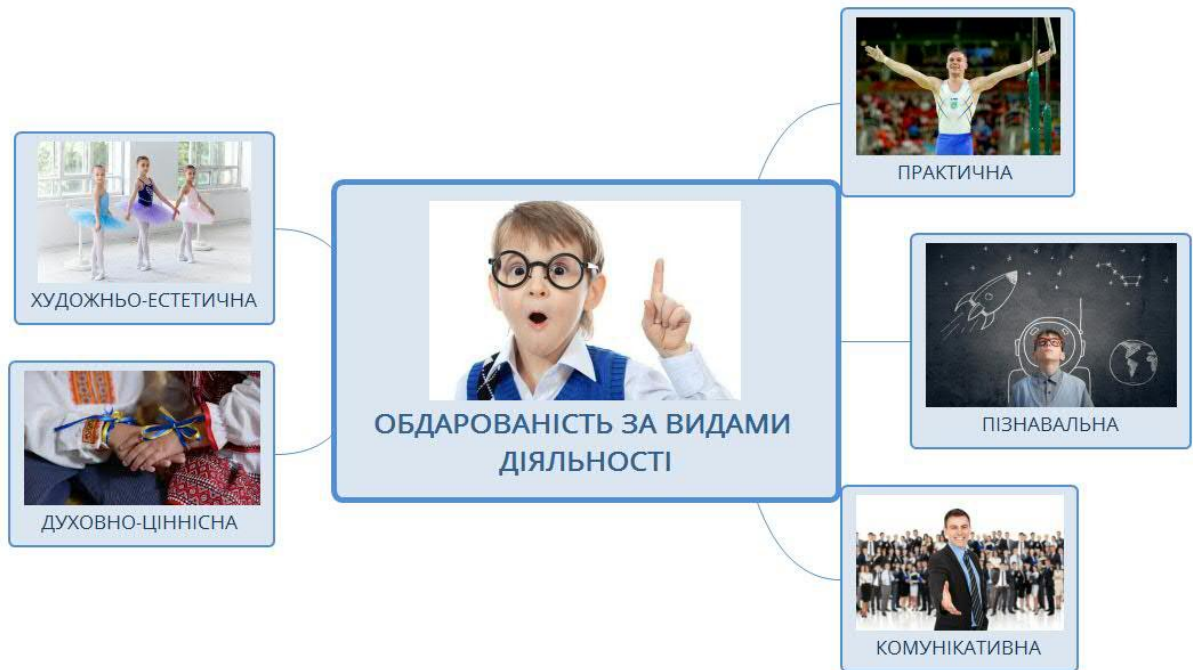 ПРАКТИЧНА
ХУДОЖНЬО-ЕСТЕТИЧНА
ОБДАРОВАНІСТЬ ЗА ВИДАМИ
ДІЯЛЬНОСТІ
ПІЗНАВАЛЬНА
ДУХОВНО-ЦІННІСНА
КОМУНІКАТИВНА